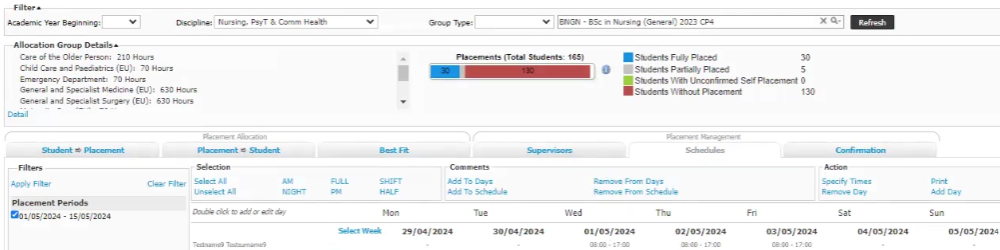 Filter
Academic Year Beginning: Discipline: Nursing, PsyT & Comm Health Group Type: BNGN - BSc in Nursing (General) 2023 CP4 Refresh
Allocation Group Details
Care of the Older Person: 210 Hours
Child Care and Paediatrics (EU): 70 Hours
Emergency Department: 70 Hours
General and Specialist Medicine (EU): 630 Hours
General and Specialist Surgery (EU): 630 Hours
Detail
Placements (Total Students: 165)
30 130
Students Fully Placed 30
Students Partially Placed 5
Students With Unconfirmed Self Placement 0
Students Without Placement 130
Placement Allocation Placement Management
Student ⇨ Placement Placement ⇨ Student Best Fit Supervisors Schedules Confirmation
Filters
Apply Filter Clear Filter
Placement Periods
01/05/2024 - 15/05/2024
Selection
Select All AM FULL SHIFT
Unselect All NIGHT PM HALF
Comments
Add To Days Remove From Days
Add To Schedule Remove From Schedule
Action
Specify Times Print
Remove Day Add Day
Double click to add or edit day Mon Tue Wed Thu Fri Sat Sun
Select Week 29/04/2024 30/04/2024 01/05/2024 02/05/2024 03/05/2024 04/05/2024 05/05/2024
- - 08:00 - 17:00 08:00 - 17:00 08:00 - 17:00 - -